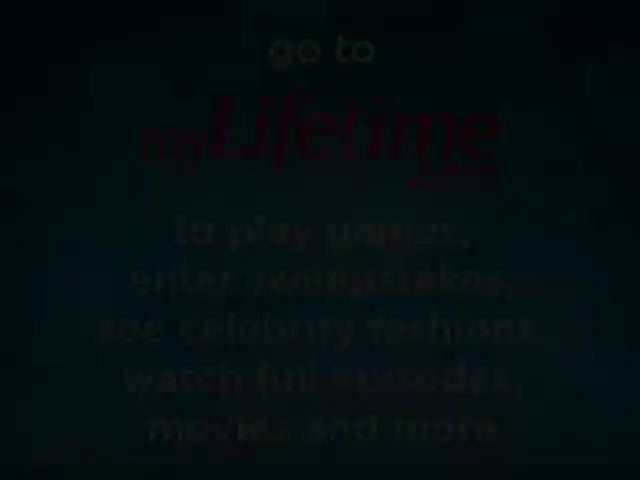 go to
myLifetime
.com
to play games,
enter sweepstakes,
see celebrity fashions,
watch full episodes,
movies and more